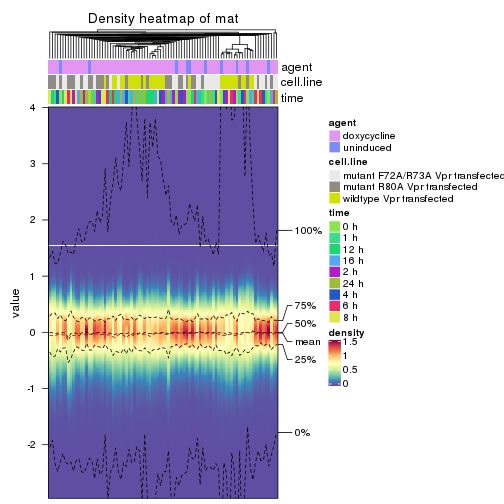 Density heatmap of mat
agent
cell.line
time
value
4
3
2
1
0
-1
-2
100%
75%
50%
mean
25%
0%
agent
doxycycline
uninduced
cell.line
mutant F72A/R73A Vpr transfected
mutant R80A Vpr transfected
wildtype Vpr transfected
time
0 h
1 h
12 h
16 h
2 h
24 h
4 h
6 h
8 h
density
1.5
1
0.5
0